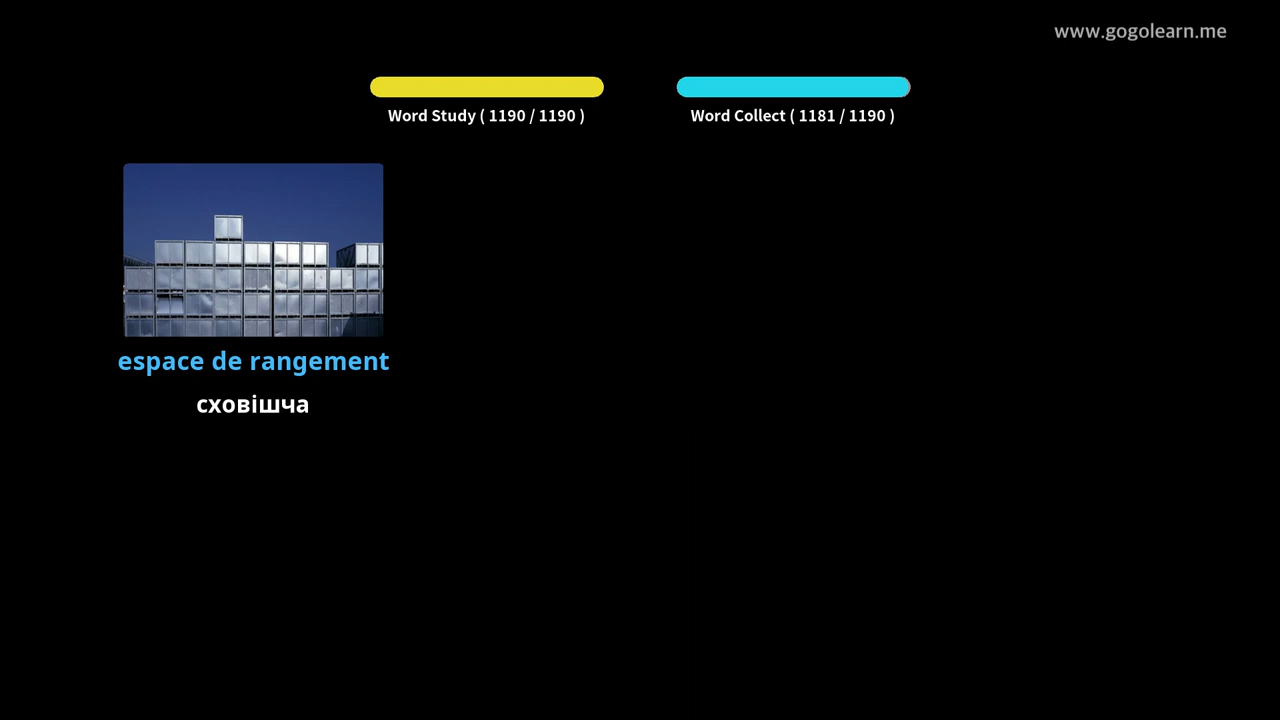 www.gogolearn.me
Word Study ( 1190 / 1190 )
Word Collect ( 1181 / 1190 )
espace de rangement
сховішча